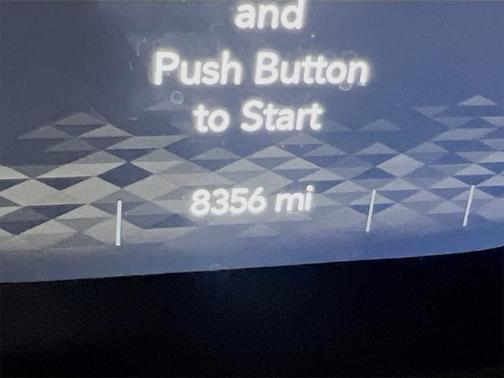 and
Push Button
to Start
8356 mi